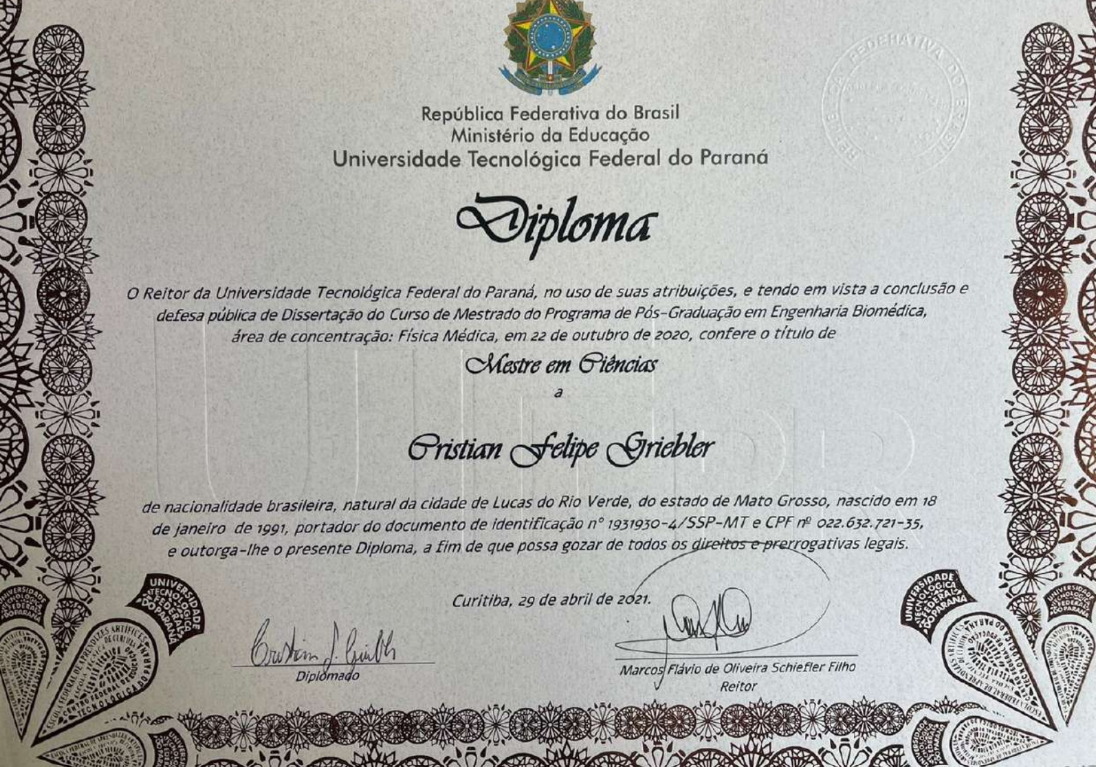 República Federativa do Brasil
Ministério da Educação
Universidade Tecnológica Federal do Paraná
Diploma
O Reitor da Universidade Tecnológica Federal do Paraná, no uso de suas atribuições, e tendo em vista a conclusão e
defesa pública de Dissertação do Curso de Mestrado do Programa de Pós-Graduação em Engenharia Biomédica,
área de concentração: Física Médica, em 22 de outubro de 2020, confere o título de
Mestre em Ciências
a
Cristian Felipe Griebler
de nacionalidade brasileira, natural da cidade de Lucas do Rio Verde, do estado de Mato Grosso, nascido em 18
de janeiro de 1991, portador do documento de identificação n° 1931930-4/SSP-MT e CPF nº 022.632.721-35,
e outorga-lhe o presente Diploma, a fim de que possa gozar de todos os direitos e prerrogativas legais.
Curitiba, 29 de abril de 2021.
Diplomado
Marcos Flávio de Oliveira Schiefler Filho
Reitor
UNIVERSIDADE
TECNOLÓGICA
FEDERAL
DO PARANÁ
UNIVERSIDADE
TECNOLÓGICA
FEDERAL
DO PARANÁ